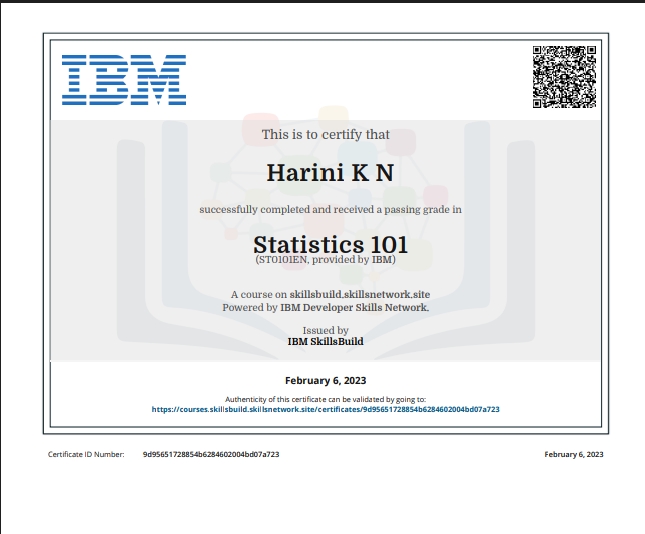 IBM
This is to certify that
Harini K N
successfully completed and received a passing grade in
Statistics 101
(ST0101EN, provided by IBM)
A course on skillsbuild.skillsnetwork.site
Powered by IBM Developer Skills Network.
Issued by
IBM SkillsBuild
February 6, 2023
Authenticity of this certificate can be validated by going to:
https://courses.skillsbuild.skillsnetwork.site/certificates/9d95651728854b6284602004bd07a723
Certificate ID Number: 9d95651728854b6284602004bd07a723 February 6, 2023